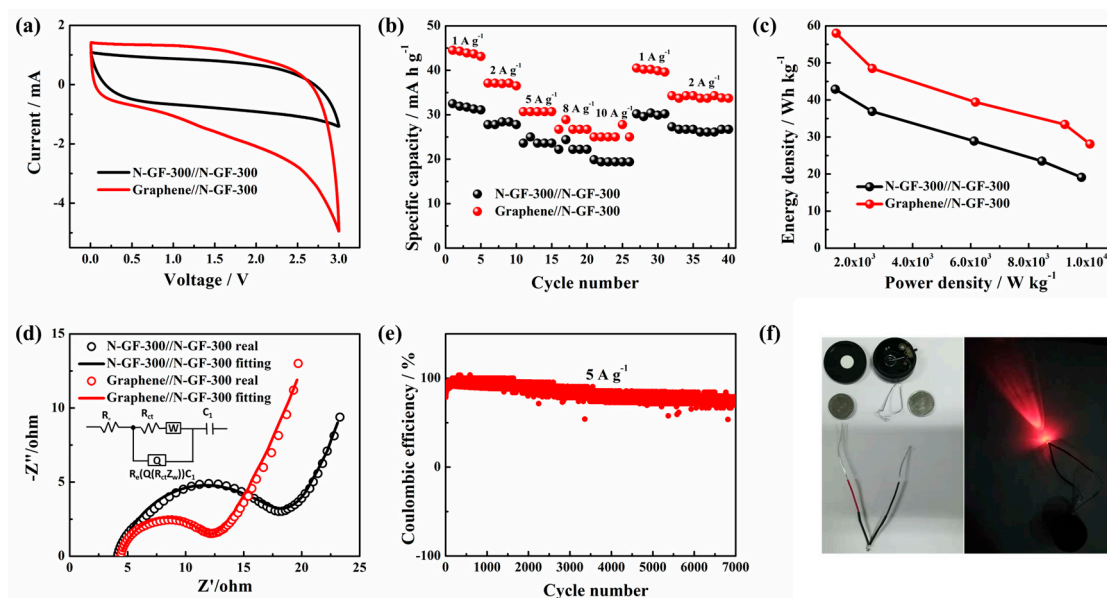 (a)
Current / mA
2
0
-2
-4
0.0 0.5 1.0 1.5 2.0 2.5 3.0
Voltage / V
N-GF-300//N-GF-300
Graphene//N-GF-300
(b)
Specific capacity / mA h g⁻¹
50
40
30
20
10
0
0 5 10 15 20 25 30 35 40
Cycle number
1 A g⁻¹
2 A g⁻¹
5 A g⁻¹
8 A g⁻¹
10 A g⁻¹
1 A g⁻¹
2 A g⁻¹
N-GF-300//N-GF-300
Graphene//N-GF-300
(c)
Energy density / Wh kg⁻¹
60
50
40
30
20
10
0
2.0x10³ 4.0x10³ 6.0x10³ 8.0x10³ 1.0x10⁴
Power density / W kg⁻¹
N-GF-300//N-GF-300
Graphene//N-GF-300
(d)
-Z''/ohm
15
10
5
0
0 5 10 15 20 25
Z'/ohm
N-GF-300//N-GF-300 real
N-GF-300//N-GF-300 fitting
Graphene//N-GF-300 real
Graphene//N-GF-300 fitting
Rct
C₁
W
Q
Re(Q(RctZw))C₁
(e)
Coulombic efficiency / %
100
50
0
-50
-100
0 1000 2000 3000 4000 5000 6000 7000
Cycle number
5 A g⁻¹
(f)